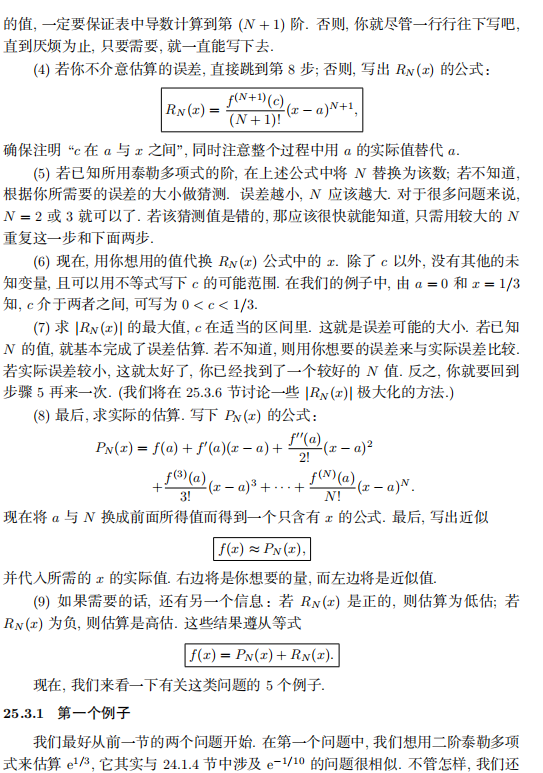 的值, 一定要保证表中导数计算到第 (N + 1) 阶. 否则, 你就尽管一行行往下写吧,
直到厌烦为止, 只要需要, 就一直能写下去.
(4) 若你不介意估算的误差, 直接跳到第 8 步; 否则, 写出 R_N(x) 的公式:
R_N(x) = \frac{f^{(N+1)}(c)}{(N+1)!}(x − a)^{N+1},
确保注明 “c 在 a 与 x 之间”, 同时注意整个过程中用 a 的实际值替代 a.
(5) 若已知所用泰勒多项式的阶, 在上述公式中将 N 替换为该数; 若不知道,
根据你所需要的误差的大小做猜测. 误差越小, N 应该越大. 对于很多问题来说,
N = 2 或 3 就可以了. 若该猜测值是错的, 那应该很快就能知道, 只需用较大的 N
重复这一步和下面两步.
(6) 现在, 用你想用的值代换 R_N(x) 公式中的 x. 除了 c 以外, 没有其他的未
知变量, 且可以用不等式写下 c 的可能范围. 在我们的例子中, 由 a = 0 和 x = 1/3
知, c 介于两者之间, 可写为 0 < c < 1/3.
(7) 求 |R_N(x)| 的最大值, c 在适当的区间里. 这就是误差可能的大小. 若已知
N 的值, 就基本完成了误差估算. 若不知道, 则用你想要的误差来与实际误差比较.
若实际误差较小, 这就太好了, 你已经找到了一个较好的 N 值. 反之, 你就要回到
步骤 5 再来一次. (我们将在 25.3.6 节讨论一些 |R_N(x)| 极大化的方法.)
(8) 最后, 求实际的估算. 写下 P_N(x) 的公式:
P_N(x) = f(a) + f′(a)(x − a) + \frac{f″(a)}{2!}(x − a)^2
+ \frac{f^{(3)}(a)}{3!}(x − a)^3 + ··· + \frac{f^{(N)}(a)}{N!}(x − a)^N.
现在将 a 与 N 换成前面所得值而得到一个只含有 x 的公式. 最后, 写出近似
f(x) ≈ P_N(x),
并代入所需的 x 的实际值. 右边将是你想要的量, 而左边将是近似值.
(9) 如果需要的话, 还有另一个信息: 若 R_N(x) 是正的, 则估算为低估; 若
R_N(x) 为负, 则估算是高估. 这些结果遵从等式
f(x) = P_N(x) + R_N(x).
现在, 我们来看一下有关这类问题的 5 个例子.
25.3.1 第一个例子
我们最好从前一节的两个问题开始. 在第一个问题中, 我们想用二阶泰勒多项
式来估算 e^{1/3}, 它其实与 24.1.4 节中涉及 e^{−1/10} 的问题很相似. 不管怎样, 我们还